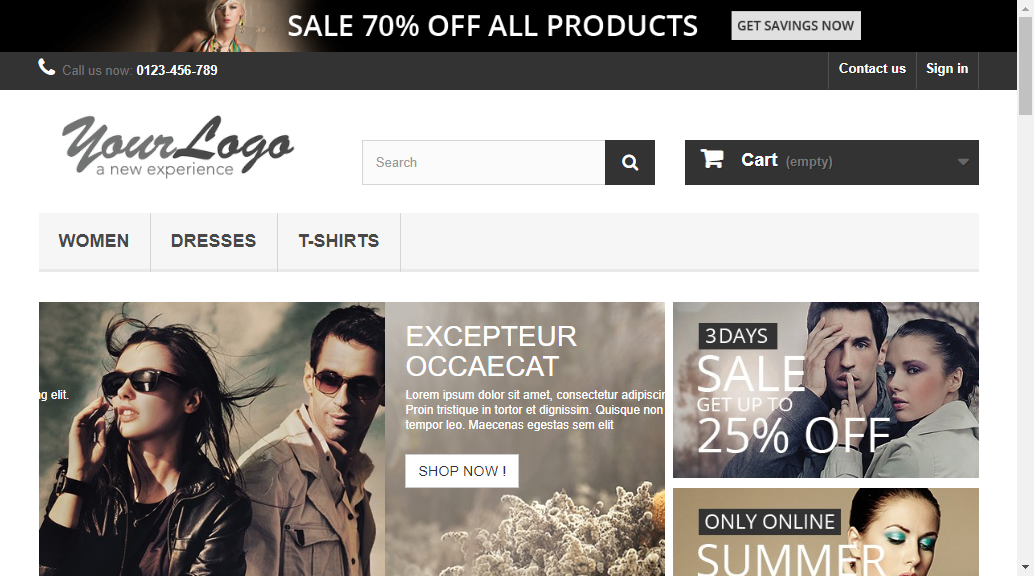 SALE 70% OFF ALL PRODUCTS
GET SAVINGS NOW
Call us now: 0123-456-789
Contact us
Sign in
YourLogo
a new experience
Search
Cart (empty)
WOMEN
DRESSES
T-SHIRTS
ng elit.
EXCEPTEUR
OCCAECAT
Lorem ipsum dolor sit amet, consectetur adipiscin
Proin tristique in tortor et dignissim. Quisque non
tempor leo. Maecenas egestas sem elit
SHOP NOW !
3 DAYS
SALE
GET UP TO
25% OFF
ONLY ONLINE
SUMMER